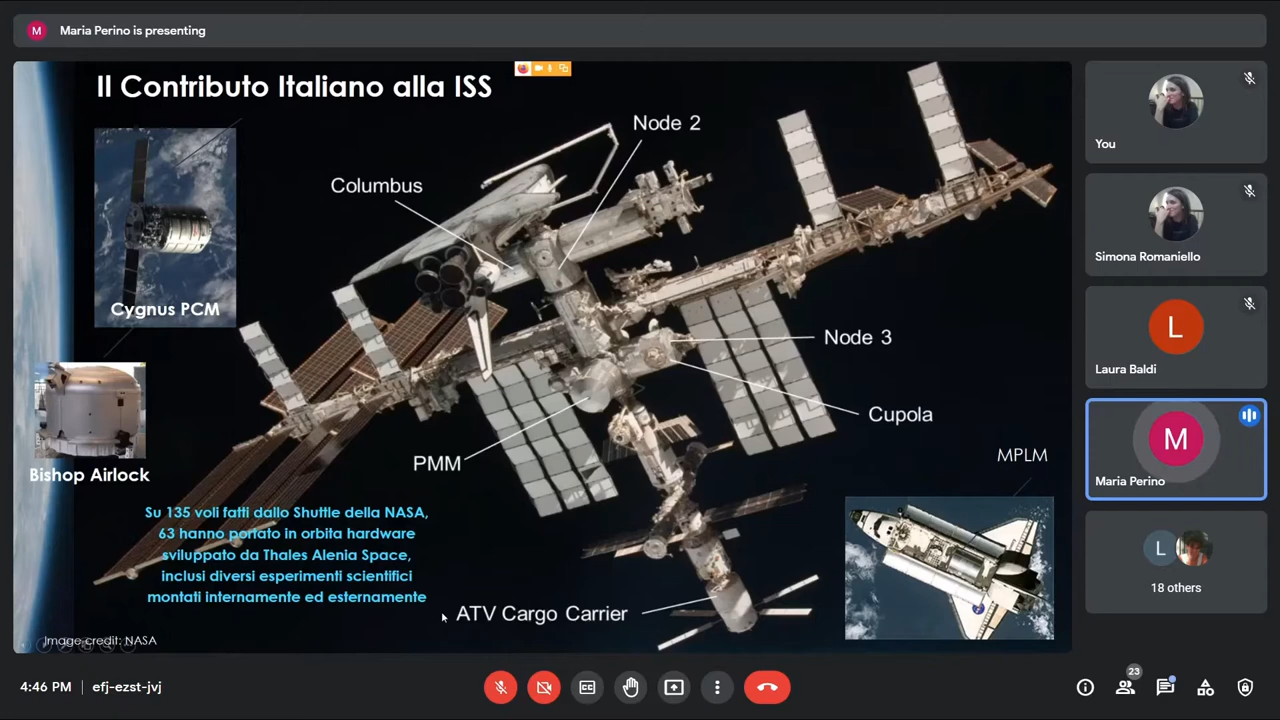 M
Maria Perino is presenting
Il Contributo Italiano alla ISS
Node 2
Columbus
Cygnus PCM
Node 3
Cupola
PMM
MPLM
Bishop Airlock
Su 135 voli fatti dallo Shuttle della NASA,
63 hanno portato in orbita hardware
sviluppato da Thales Alenia Space,
inclusi diversi esperimenti scientifici
montati internamente ed esternamente
ATV Cargo Carrier
Image credit: NASA
You
Simona Romaniello
L
Laura Baldi
M
Maria Perino
L
18 others
4:46 PM
efj-ezst-jvj
CC
23